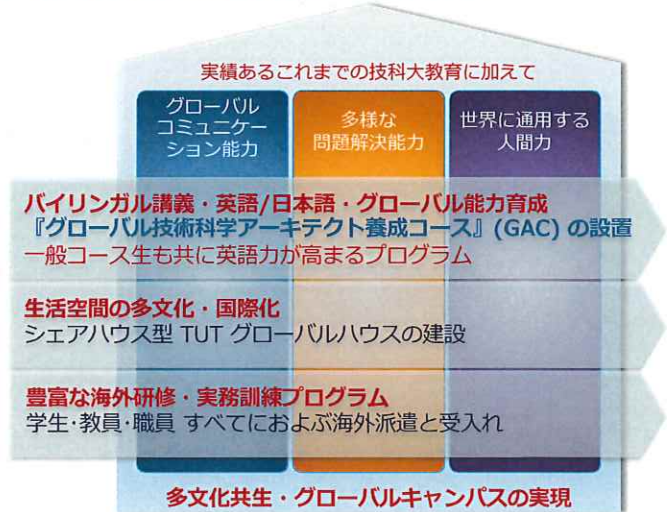 実績あるこれまでの技科大教育に加えて
グローバル
コミュニケー
ション能力
多様な
問題解決能力
世界に通用する
人間力
バイリンガル講義・英語/日本語・グローバル能力育成
『グローバル技術科学アーキテクト養成コース』(GAC) の設置
一般コース生も共に英語力が高まるプログラム
生活空間の多文化・国際化
シェアハウス型 TUT グローバルハウスの建設
豊富な海外研修・実務訓練プログラム
学生・教員・職員 すべてにおよぶ海外派遣と受入れ
多文化共生・グローバルキャンパスの実現